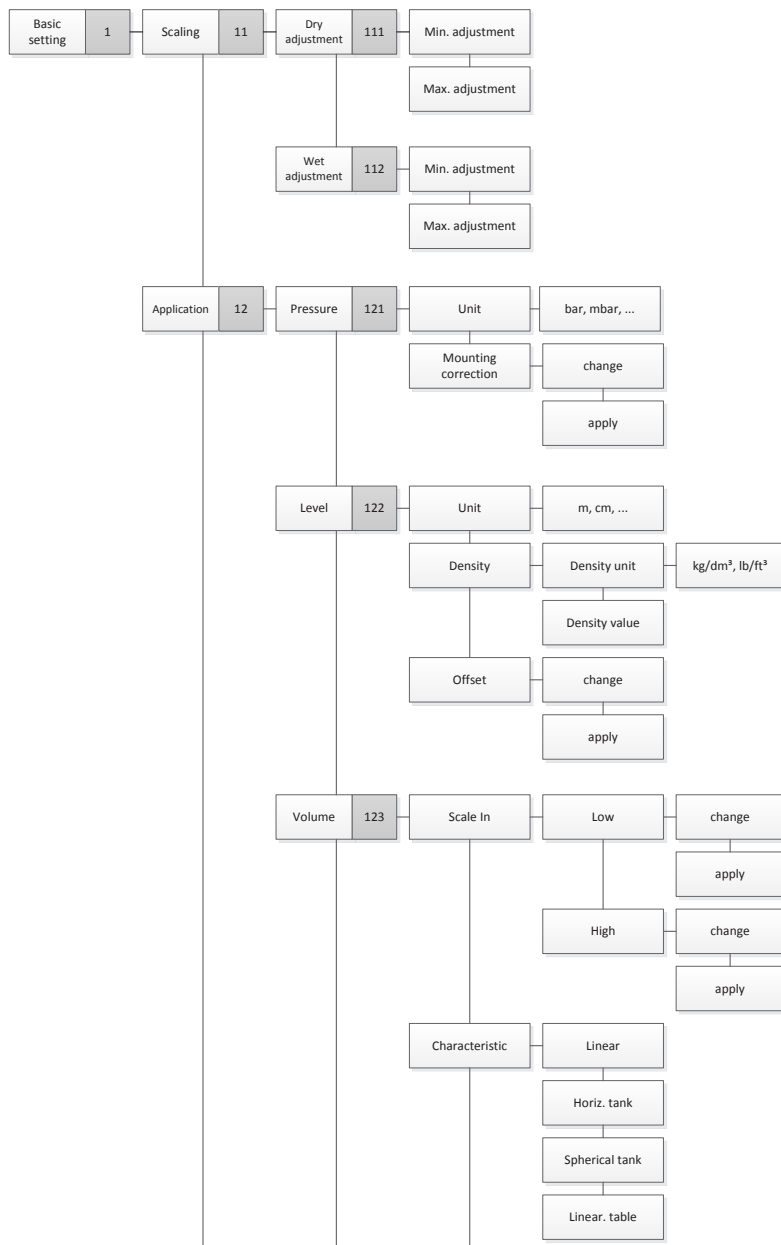 Basic
setting
1
Scaling
11
Dry
adjustment
111
Min. adjustment
Max. adjustment
Wet
adjustment
112
Min. adjustment
Max. adjustment
Application
12
Pressure
121
Unit
bar, mbar, ...
Mounting
correction
change
apply
Level
122
Unit
m, cm, ...
Density
Density unit
kg/dm³, lb/ft³
Density value
Offset
change
apply
Volume
123
Scale In
Low
change
apply
High
change
apply
Characteristic
Linear
Horiz. tank
Spherical tank
Linear. table